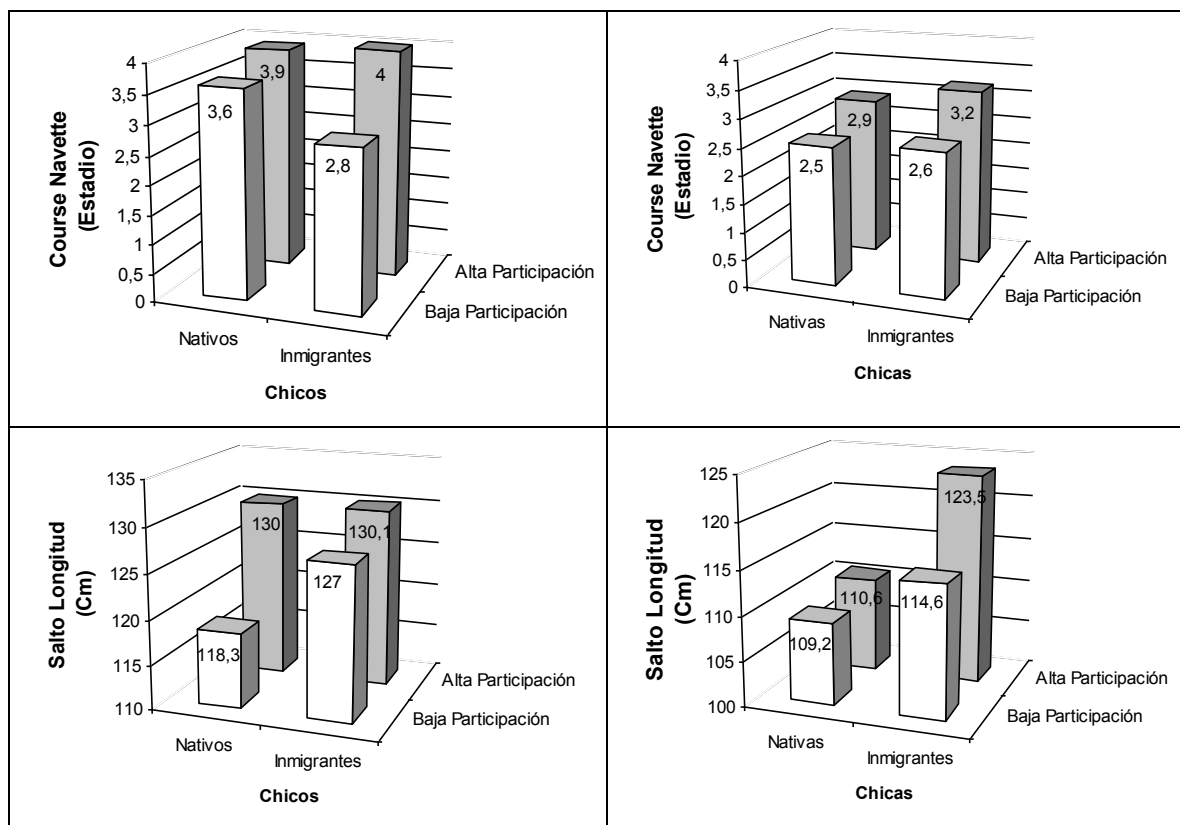 Course Navette
(Estadio)
4
3,5
3
2,5
2
1,5
1
0,5
0
3,9
4
3,6
2,8
Alta Participación
Baja Participación
Nativos
Inmigrantes
Chicos
Course Navette
(Estadio)
4
3,5
3
2,5
2
1,5
1
0,5
0
2,9
3,2
2,5
2,6
Alta Participación
Baja Participación
Nativas
Inmigrantes
Chicas
Salto Longitud
(Cm)
135
130
125
120
115
110
130
130,1
127
118,3
Alta Participación
Baja Participación
Nativos
Inmigrantes
Chicos
Salto Longitud
(Cm)
125
120
115
110
105
100
123,5
110,6
114,6
109,2
Alta Participación
Baja Participación
Nativas
Inmigrantes
Chicas